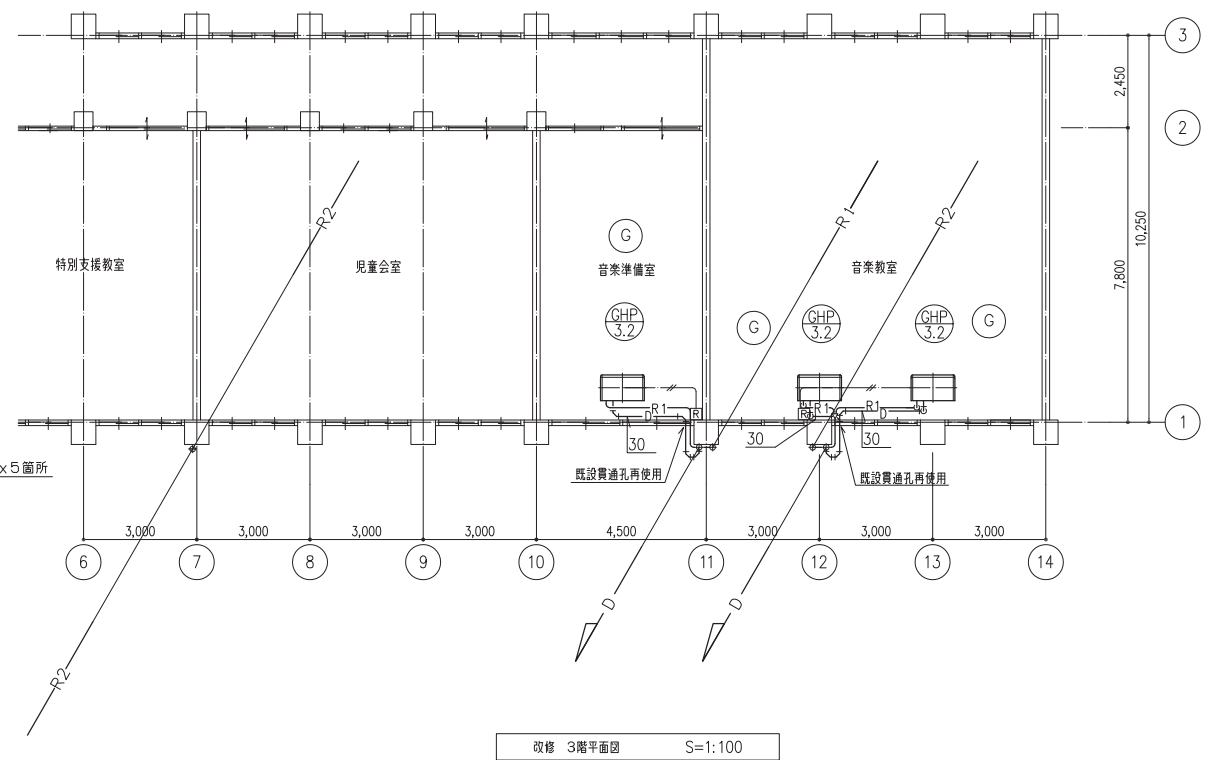 3
2,450
2
R2
R1
R2
10,250
G
特別支援教室
児童会室
音楽準備室
音楽教室
7,800
GHP
3.2
G
GHP
3.2
GHP
3.2
G
R1
D
R
R
R1
R1
D
1
30
30
30
x5箇所
既設貫通孔再使用
既設貫通孔再使用
3,000
3,000
3,000
3,000
4,500
3,000
3,000
3,000
6
7
8
9
10
11
12
13
14
D
D
R2
改修 3階平面図 S=1:100